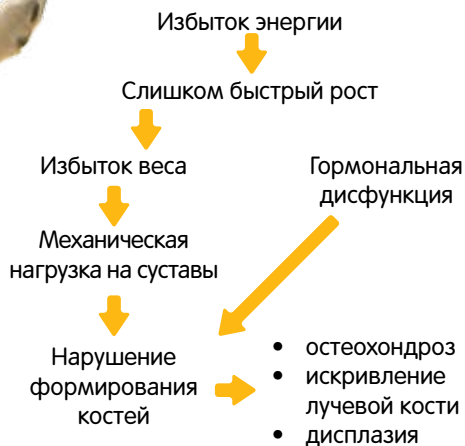 Избыток энергии
Слишком быстрый рост
Избыток веса
Гормональная
дисфункция
Механическая
нагрузка на суставы
Нарушение
формирования
костей
• остеохондроз
• искривление
лучевой кости
• дисплазия